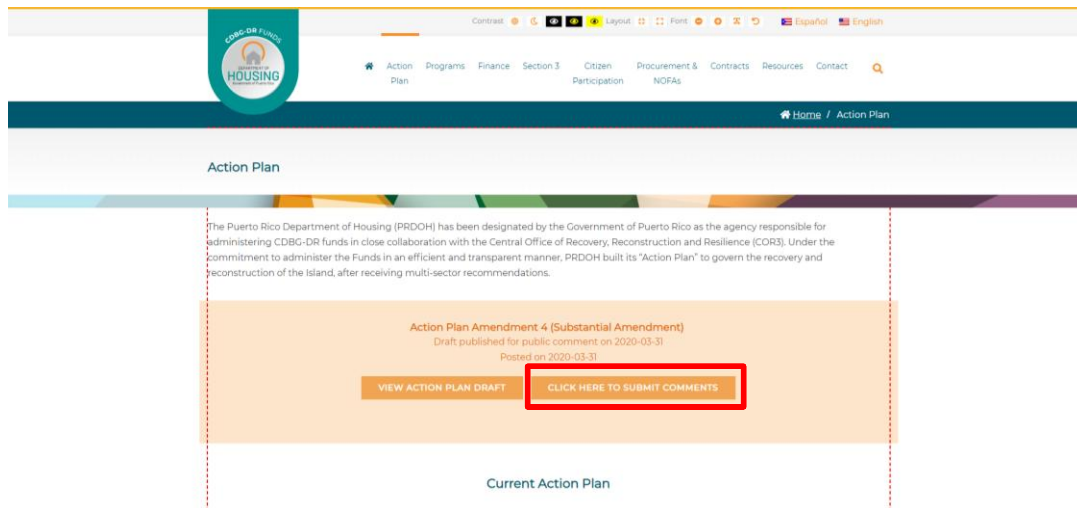 Contrast Layout Font Español English
CDBG-DR FUNDS
DEPARTMENT OF
HOUSING
Action Plan Programs Finance Section 3 Citizen Participation Procurement & NOFAs Contracts Resources Contact
Home / Action Plan
Action Plan
The Puerto Rico Department of Housing (PRDOH) has been designated by the Government of Puerto Rico as the agency responsible for
administering CDBG-DR funds in close collaboration with the Central Office of Recovery, Reconstruction and Resilience (COR3). Under the
commitment to administer the Funds in an efficient and transparent manner, PRDOH built its "Action Plan" to govern the recovery and
reconstruction of the Island, after receiving multi-sector recommendations.
Action Plan Amendment 4 (Substantial Amendment)
Draft published for public comment on 2020-03-31
Posted on 2020-03-31
VIEW ACTION PLAN DRAFT CLICK HERE TO SUBMIT COMMENTS
Current Action Plan